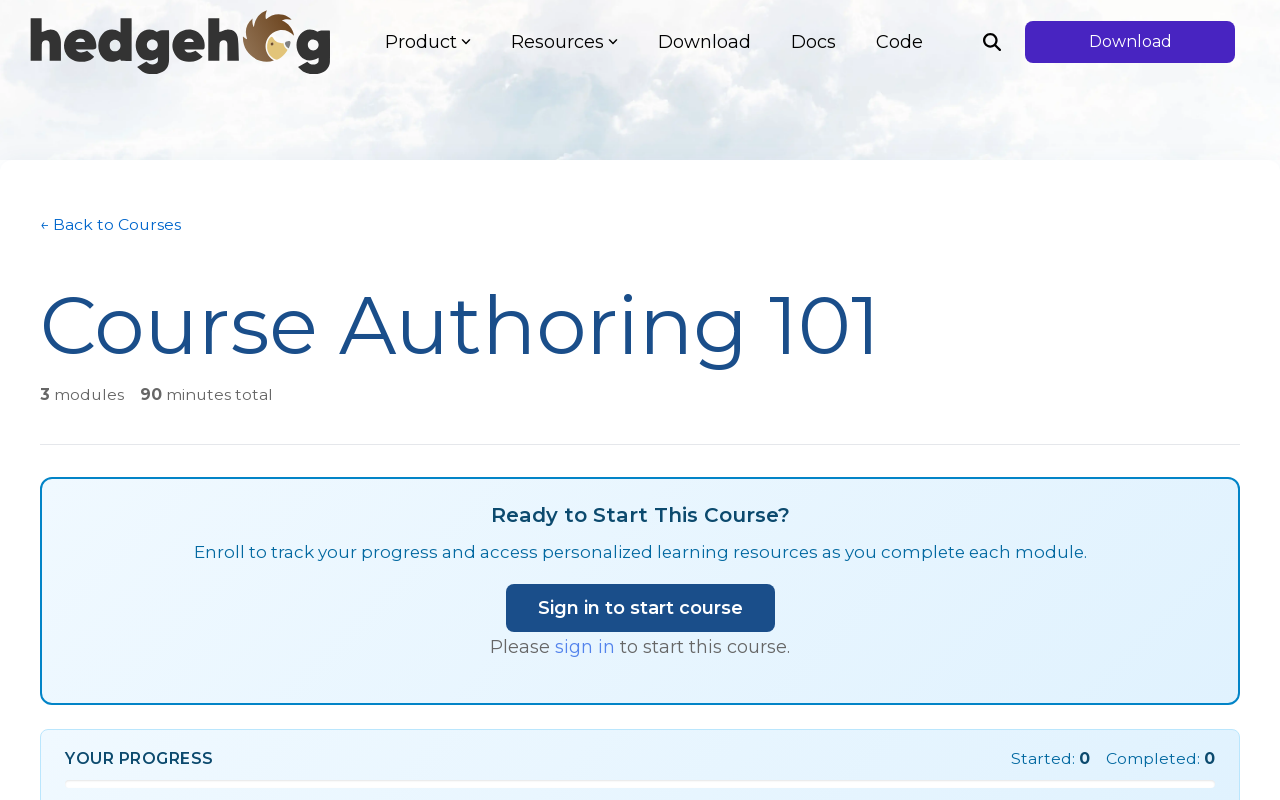 hedgehog
Product Resources Download Docs Code Download
← Back to Courses
Course Authoring 101
3 modules 90 minutes total
Ready to Start This Course?
Enroll to track your progress and access personalized learning resources as you complete each module.
Sign in to start course
Please sign in to start this course.
YOUR PROGRESS Started: 0 Completed: 0